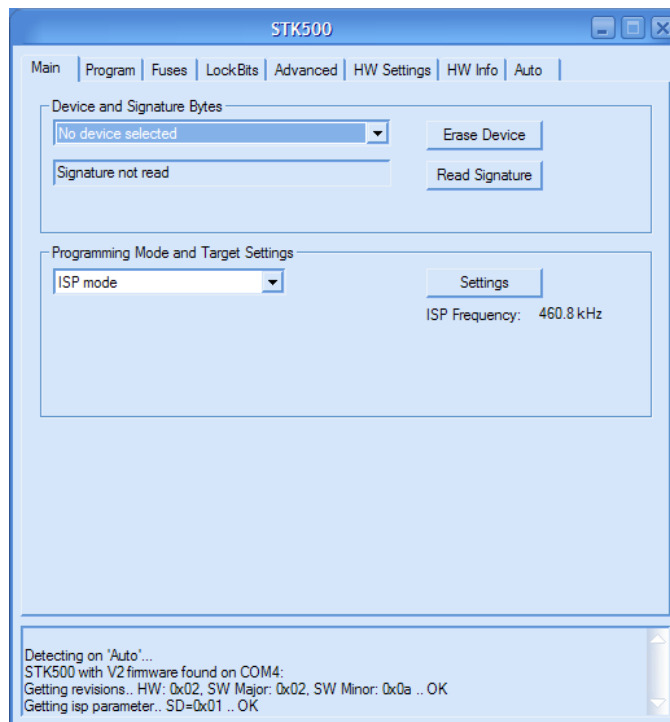 STK500
Main Program Fuses LockBits Advanced HW Settings HW Info Auto
Device and Signature Bytes
No device selected
Erase Device
Signature not read
Read Signature
Programming Mode and Target Settings
ISP mode
Settings
ISP Frequency: 460.8 kHz
Detecting on 'Auto'...
STK500 with V2 firmware found on COM4:
Getting revisions.. HW: 0x02, SW Major: 0x02, SW Minor: 0x0a .. OK
Getting isp parameter.. SD=0x01 .. OK